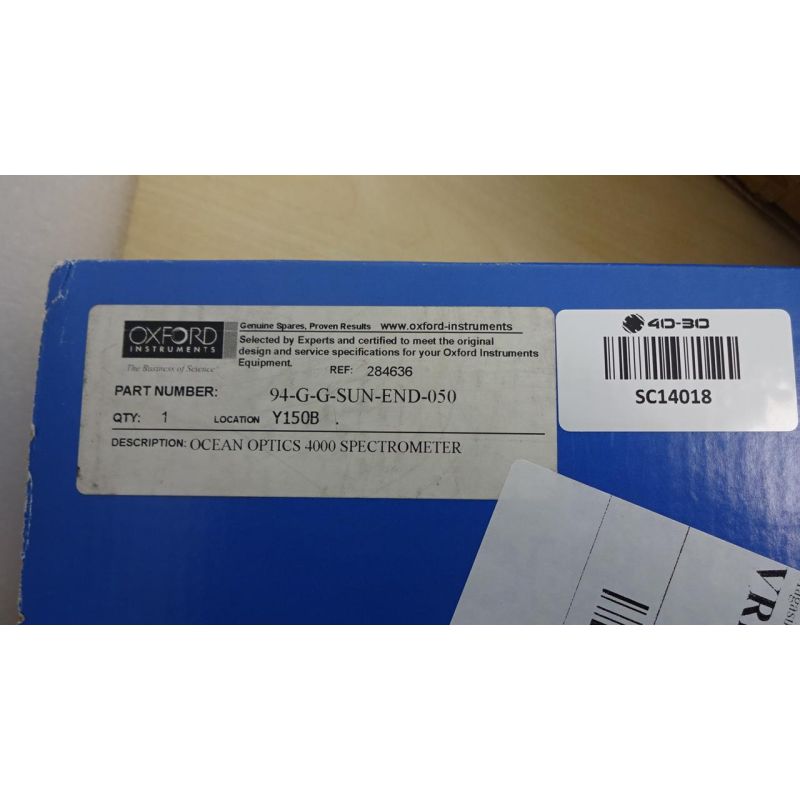 OXFORD
INSTRUMENTS
The Business of Science
Genuine Spares, Proven Results www.oxford-instruments
Selected by Experts and certified to meet the original
design and service specifications for your Oxford Instruments
Equipment.
REF: 284636
PART NUMBER: 94-G-G-SUN-END-050
QTY: 1 LOCATION Y150B .
DESCRIPTION: OCEAN OPTICS 4000 SPECTROMETER
40-30
SC14018